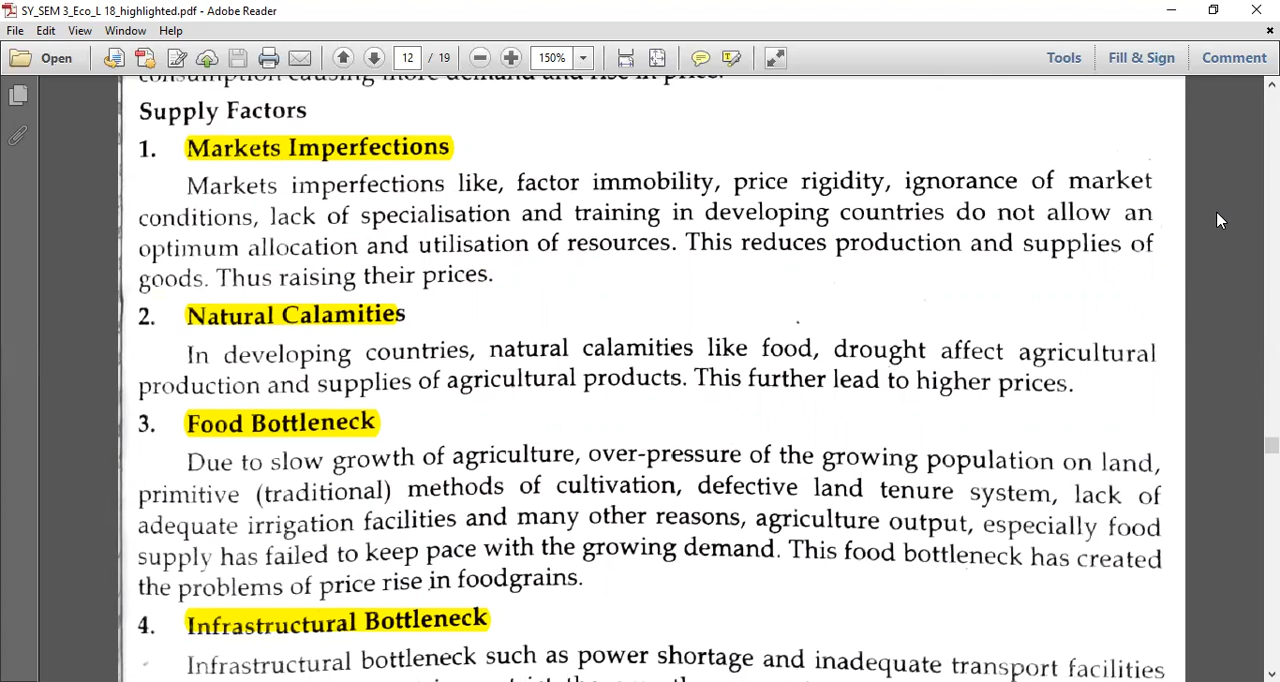 SY_SEM 3_Eco_L 18_highlighted.pdf - Adobe Reader
File Edit View Window Help
Open 12 / 19 150% Tools Fill & Sign Comment
consumption causing more demand and rise in price.
Supply Factors
1. Markets Imperfections
Markets imperfections like, factor immobility, price rigidity, ignorance of market
conditions, lack of specialisation and training in developing countries do not allow an
optimum allocation and utilisation of resources. This reduces production and supplies of
goods. Thus raising their prices.
2. Natural Calamities
In developing countries, natural calamities like food, drought affect agricultural
production and supplies of agricultural products. This further lead to higher prices.
3. Food Bottleneck
Due to slow growth of agriculture, over-pressure of the growing population on land,
primitive (traditional) methods of cultivation, defective land tenure system, lack of
adequate irrigation facilities and many other reasons, agriculture output, especially food
supply has failed to keep pace with the growing demand. This food bottleneck has created
the problems of price rise in foodgrains.
4. Infrastructural Bottleneck
Infrastructural bottleneck such as power shortage and inadequate transport facilities